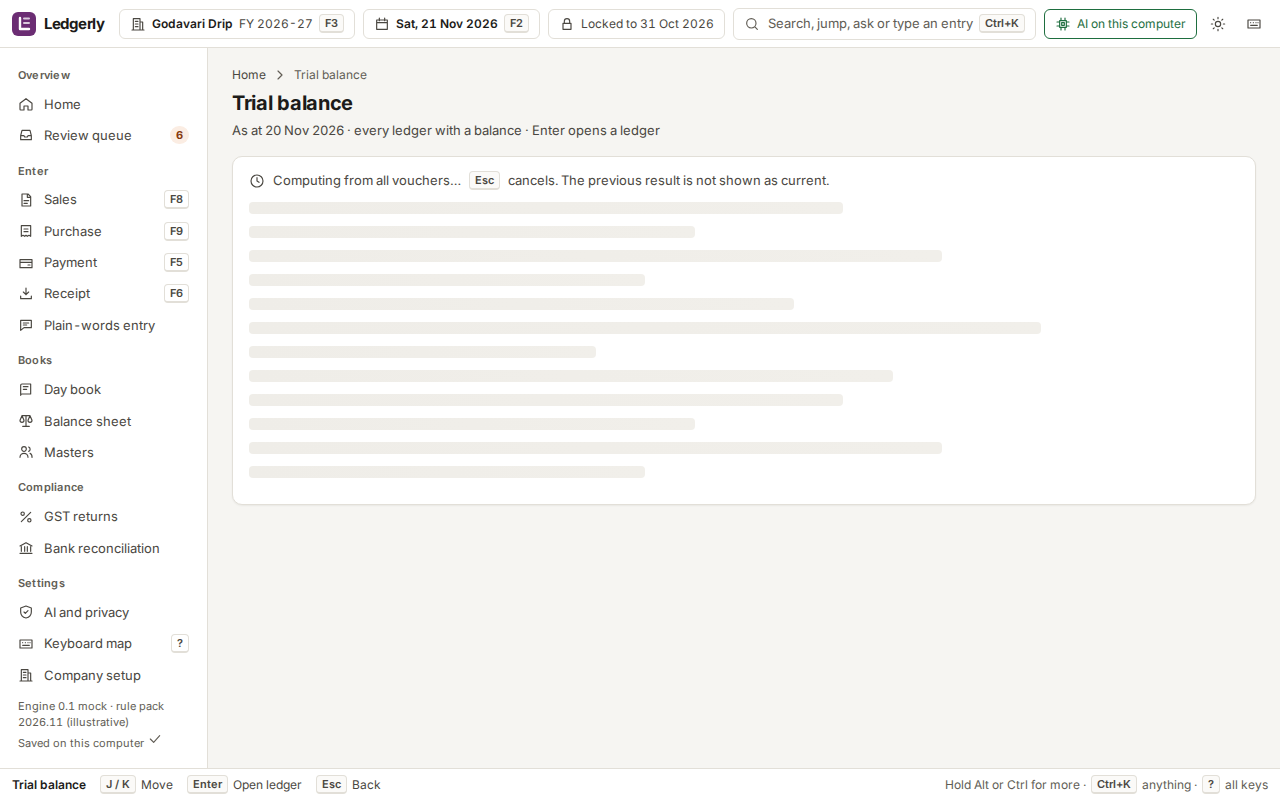 Ledgerly
Godavari Drip FY 2026-27 F3
Sat, 21 Nov 2026 F2
Locked to 31 Oct 2026
Search, jump, ask or type an entry Ctrl+K
AI on this computer
Overview
Home
Review queue 6
Enter
Sales F8
Purchase F9
Payment F5
Receipt F6
Plain-words entry
Books
Day book
Balance sheet
Masters
Compliance
GST returns
Bank reconciliation
Settings
AI and privacy
Keyboard map ?
Company setup
Engine 0.1 mock · rule pack
2026.11 (illustrative)
Saved on this computer
Home > Trial balance
Trial balance
As at 20 Nov 2026 · every ledger with a balance · Enter opens a ledger
Computing from all vouchers... Esc cancels. The previous result is not shown as current.
Trial balance J / K Move Enter Open ledger Esc Back
Hold Alt or Ctrl for more · Ctrl+K anything · ? all keys